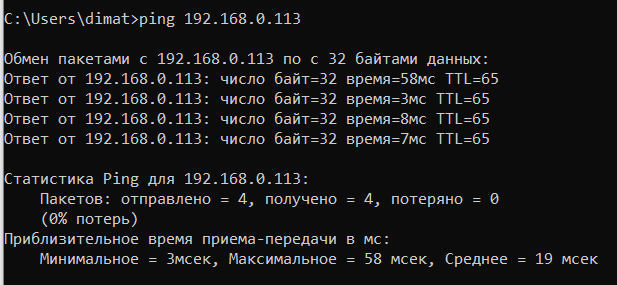 C:\Users\dimat>ping 192.168.0.113
Обмен пакетами с 192.168.0.113 по с 32 байтами данных:
Ответ от 192.168.0.113: число байт=32 время=58мс TTL=65
Ответ от 192.168.0.113: число байт=32 время=3мс TTL=65
Ответ от 192.168.0.113: число байт=32 время=8мс TTL=65
Ответ от 192.168.0.113: число байт=32 время=7мс TTL=65
Статистика Ping для 192.168.0.113:
Пакетов: отправлено = 4, получено = 4, потеряно = 0
(0% потерь)
Приблизительное время приема-передачи в мс:
Минимальное = 3мсек, Максимальное = 58 мсек, Среднее = 19 мсек